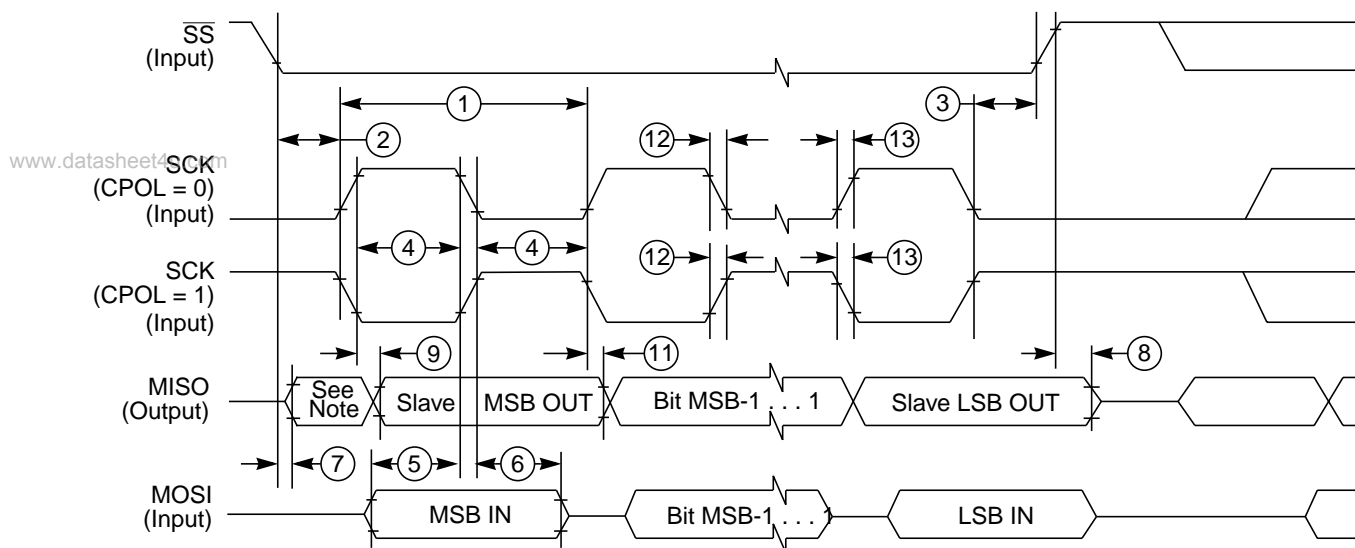 SS
(Input)
1
3
2
12
13
www.datasheet4u.com
SCK
(CPOL = 0)
(Input)
4
4
SCK
12
13
(CPOL = 1)
(Input)
9
11
8
MISO
(Output)
See
Note
Slave
MSB OUT
Bit MSB-1 . . . 1
Slave LSB OUT
7
5
6
MOSI
(Input)
MSB IN
Bit MSB-1 . . . 1
LSB IN